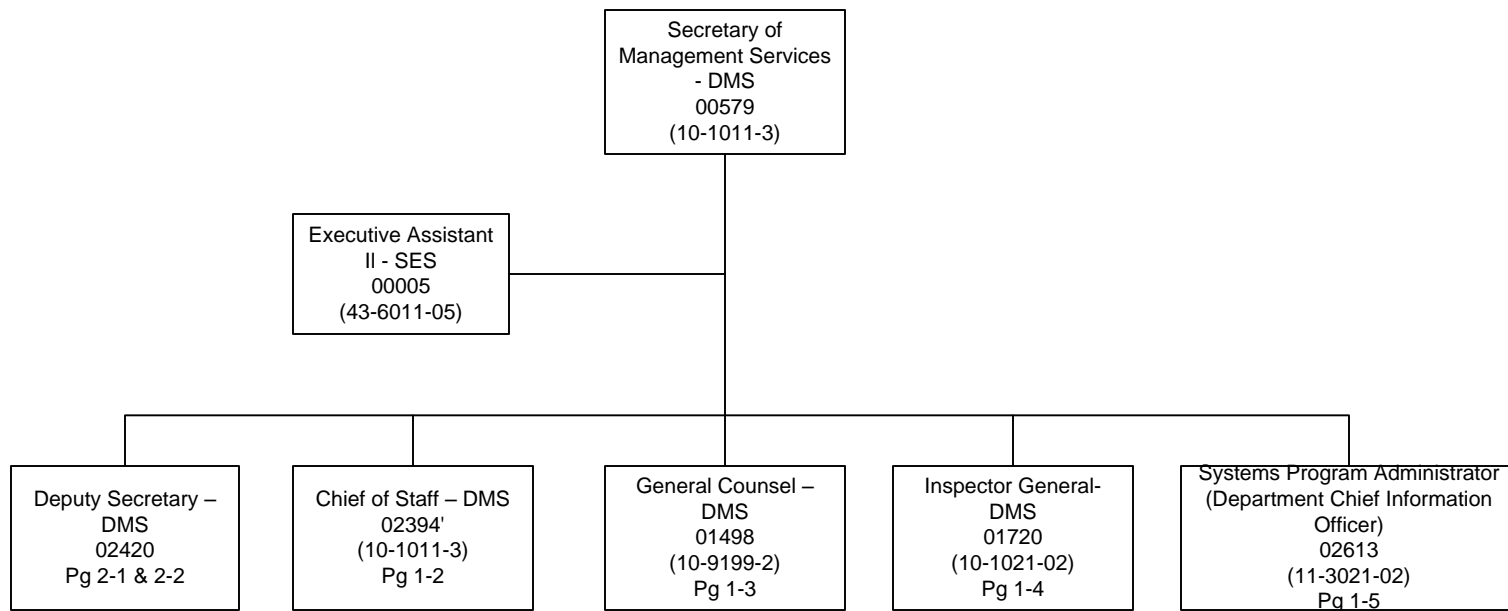 Secretary of
Management Services
- DMS
00579
(10-1011-3)
Executive Assistant
II - SES
00005
(43-6011-05)
Deputy Secretary –
DMS
02420
Pg 2-1 & 2-2
Chief of Staff – DMS
02394'
(10-1011-3)
Pg 1-2
General Counsel –
DMS
01498
(10-9199-2)
Pg 1-3
Inspector General-
DMS
01720
(10-1021-02)
Pg 1-4
Systems Program Administrator
(Department Chief Information
Officer)
02613
(11-3021-02)
Pg 1-5